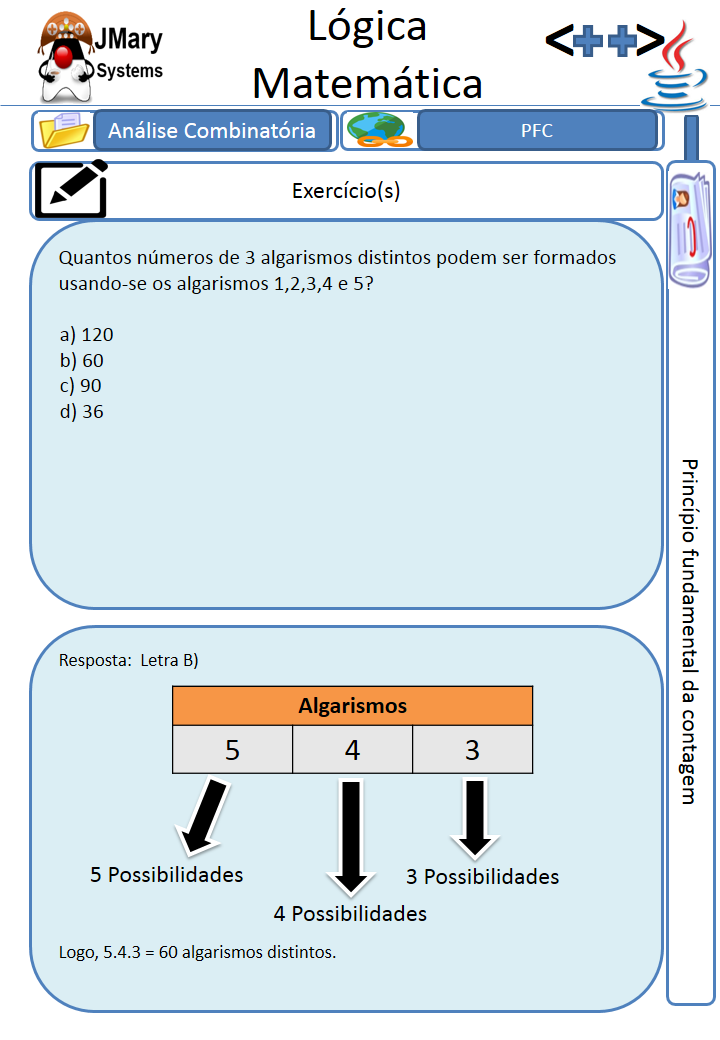 JMary
Systems
Lógica
Matemática
<++>
Análise Combinatória
PFC
Exercício(s)
Quantos números de 3 algarismos distintos podem ser formados
usando-se os algarismos 1,2,3,4 e 5?
a) 120
b) 60
c) 90
d) 36
Princípio fundamental da contagem
Resposta:  Letra B)
Algarismos
5 4 3
5 Possibilidades
3 Possibilidades
4 Possibilidades
Logo, 5.4.3 = 60 algarismos distintos.